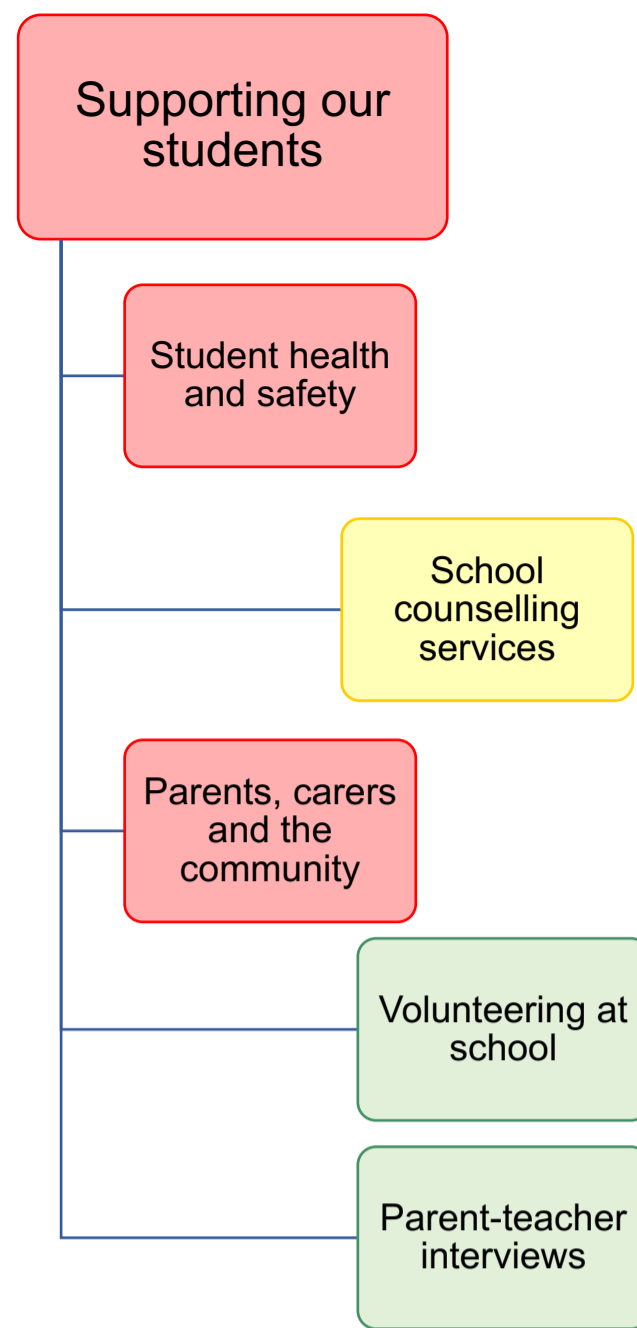 Supporting our
students
Student health
and safety
School
counselling
services
Parents, carers
and the
community
Volunteering at
school
Parent-teacher
interviews